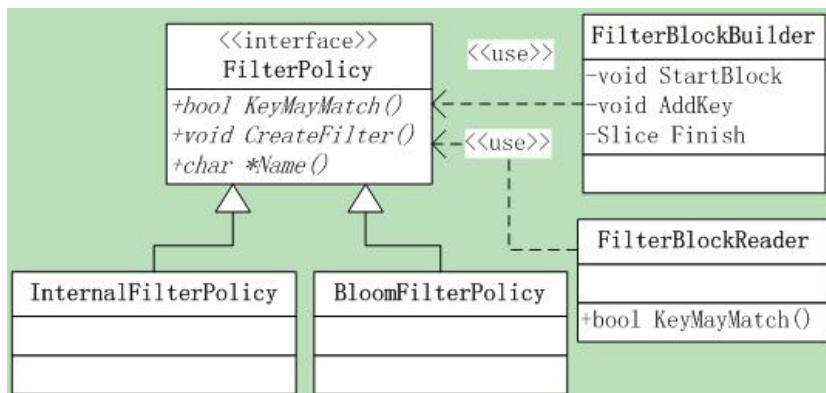 <<interface>>
FilterPolicy
+bool KeyMayMatch()
+void CreateFilter()
+char *Name()
<<use>>
<<use>>
FilterBlockBuilder
-void StartBlock
-void AddKey
-Slice Finish
FilterBlockReader
+bool KeyMayMatch()
InternalFilterPolicy
BloomFilterPolicy